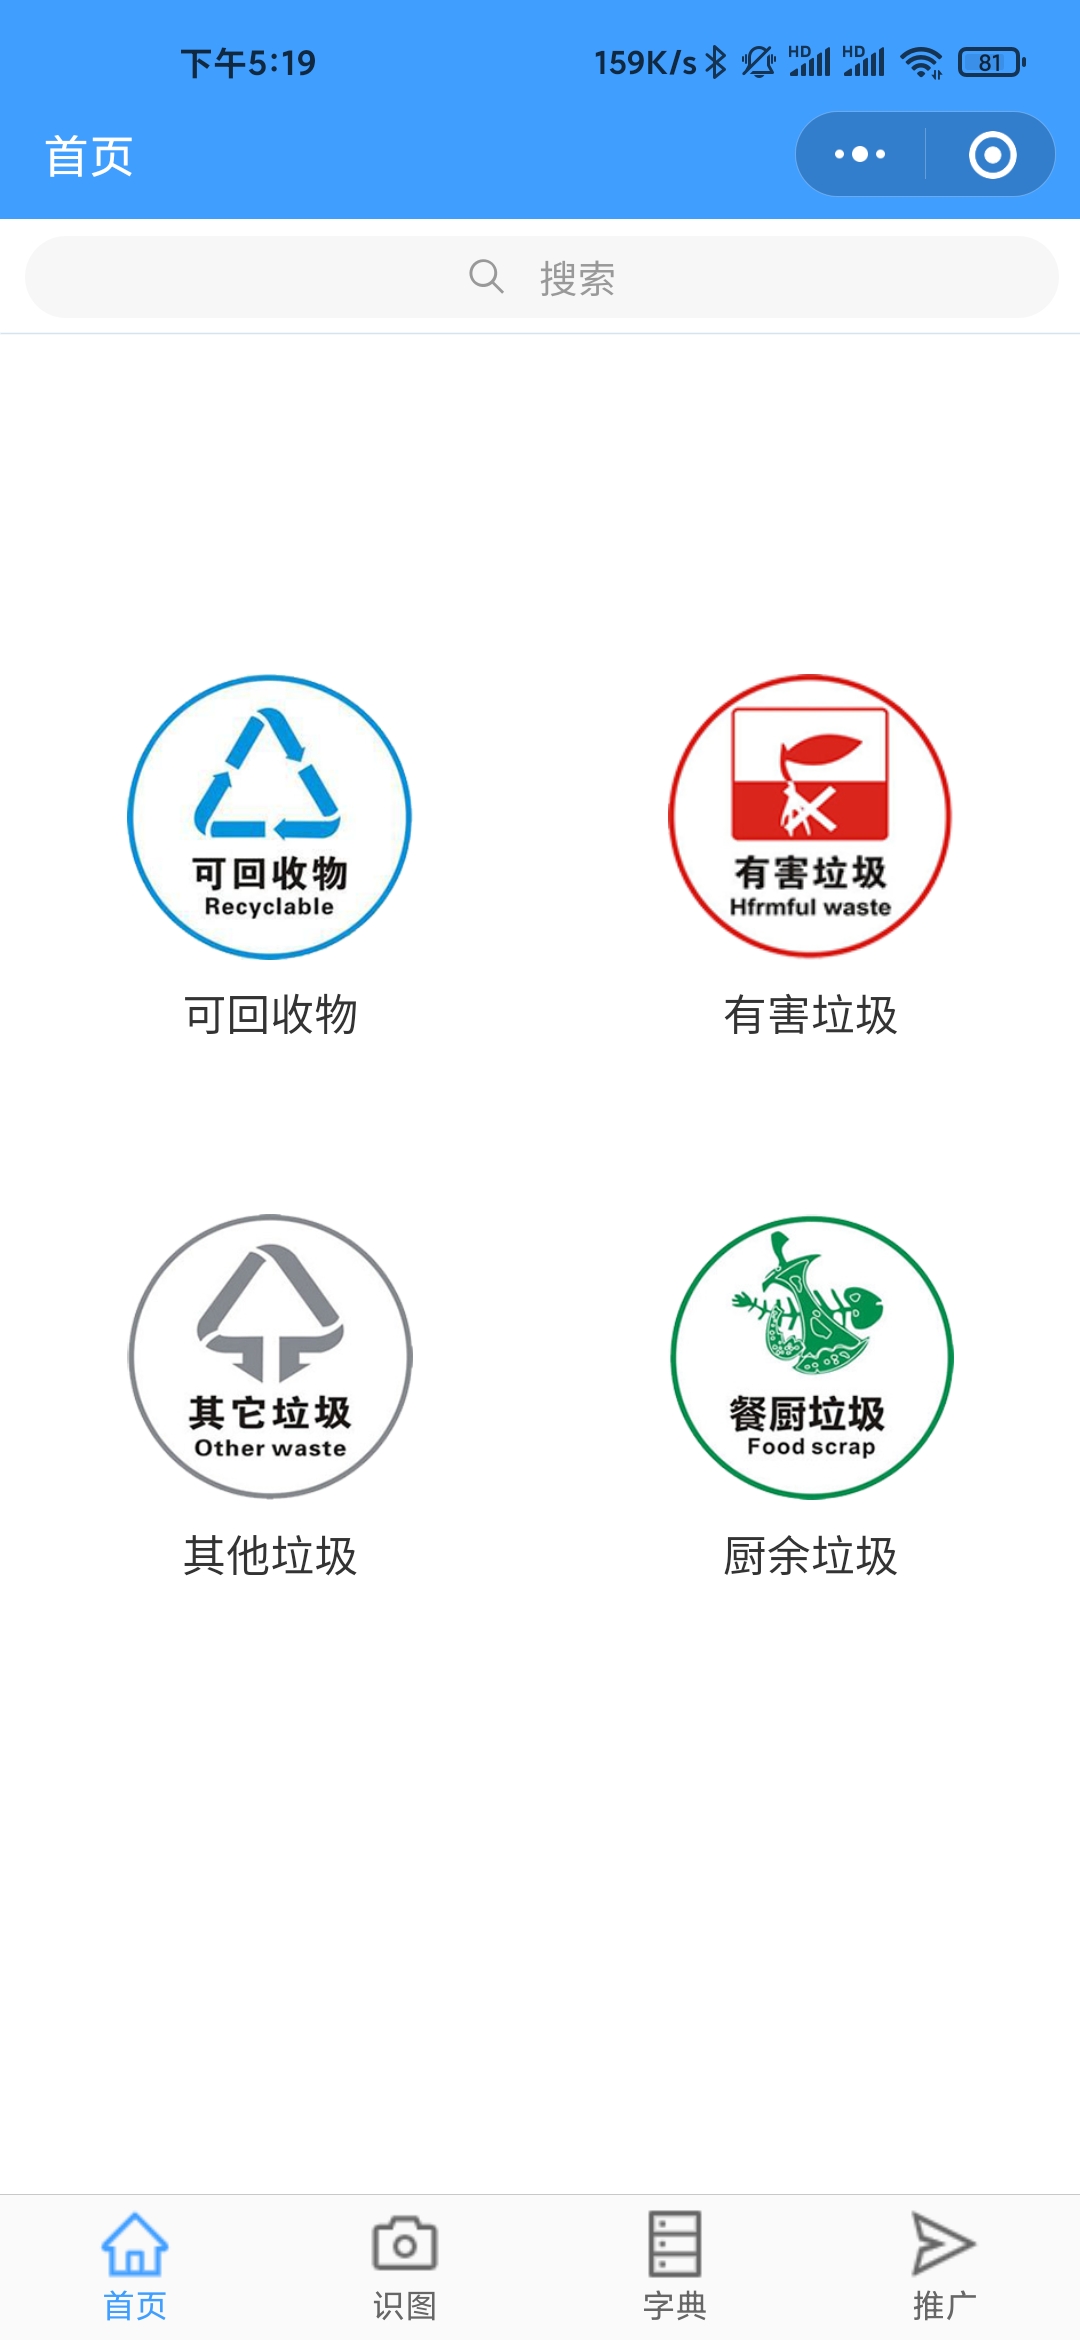 下午5:19
159K/s HD HD 81
首页
搜索
可回收物
Recyclable
可回收物
有害垃圾
Hfrmful waste
有害垃圾
其它垃圾
Other waste
其他垃圾
餐厨垃圾
Food scrap
厨余垃圾
首页
识图
字典
推广